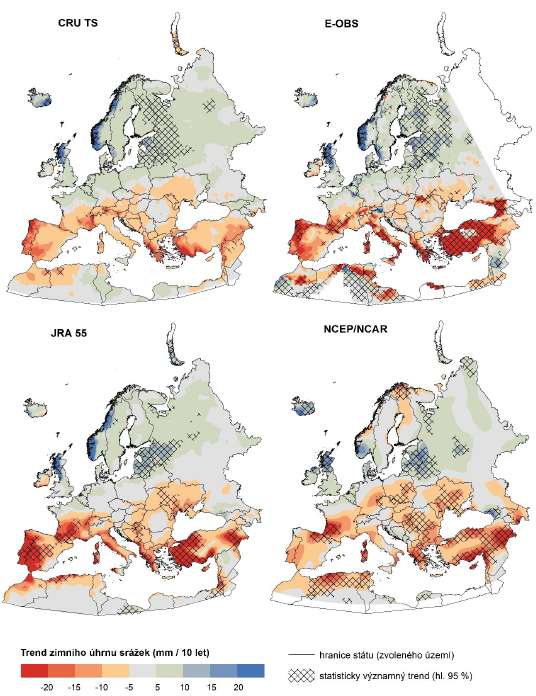 CRU TS
E-OBS
JRA 55
NCEP/NCAR
Trend zimního úhrnu srážek (mm / 10 let)
-20 -15 -10 -5 5 10 15 20
hranice státu (zvoleného území)
statisticky významný trend (hl. 95 %)